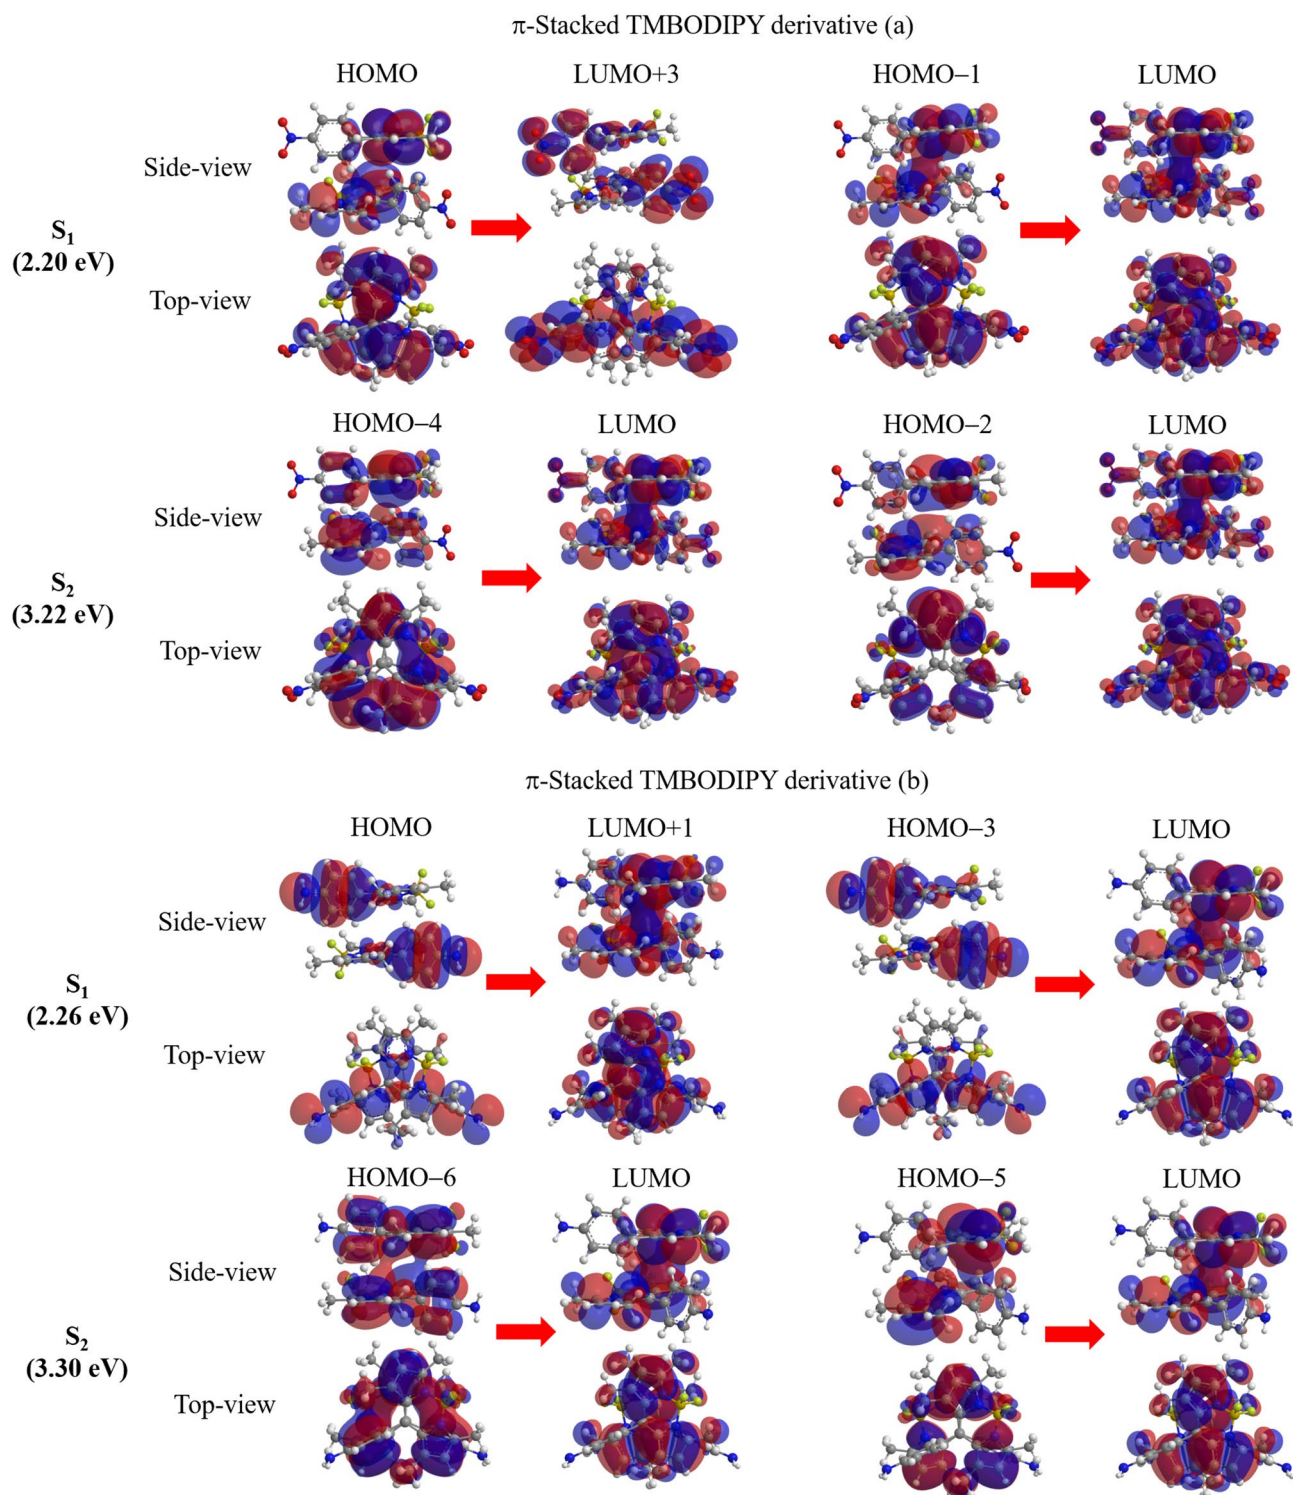 π-Stacked TMBODIPY derivative (a)
HOMO LUMO+3 HOMO–1 LUMO
Side-view
S1
(2.20 eV)
Top-view
HOMO–4 LUMO HOMO–2 LUMO
Side-view
S2
(3.22 eV)
Top-view
π-Stacked TMBODIPY derivative (b)
HOMO LUMO+1 HOMO–3 LUMO
Side-view
S1
(2.26 eV)
Top-view
HOMO–6 LUMO HOMO–5 LUMO
Side-view
S2
(3.30 eV)
Top-view